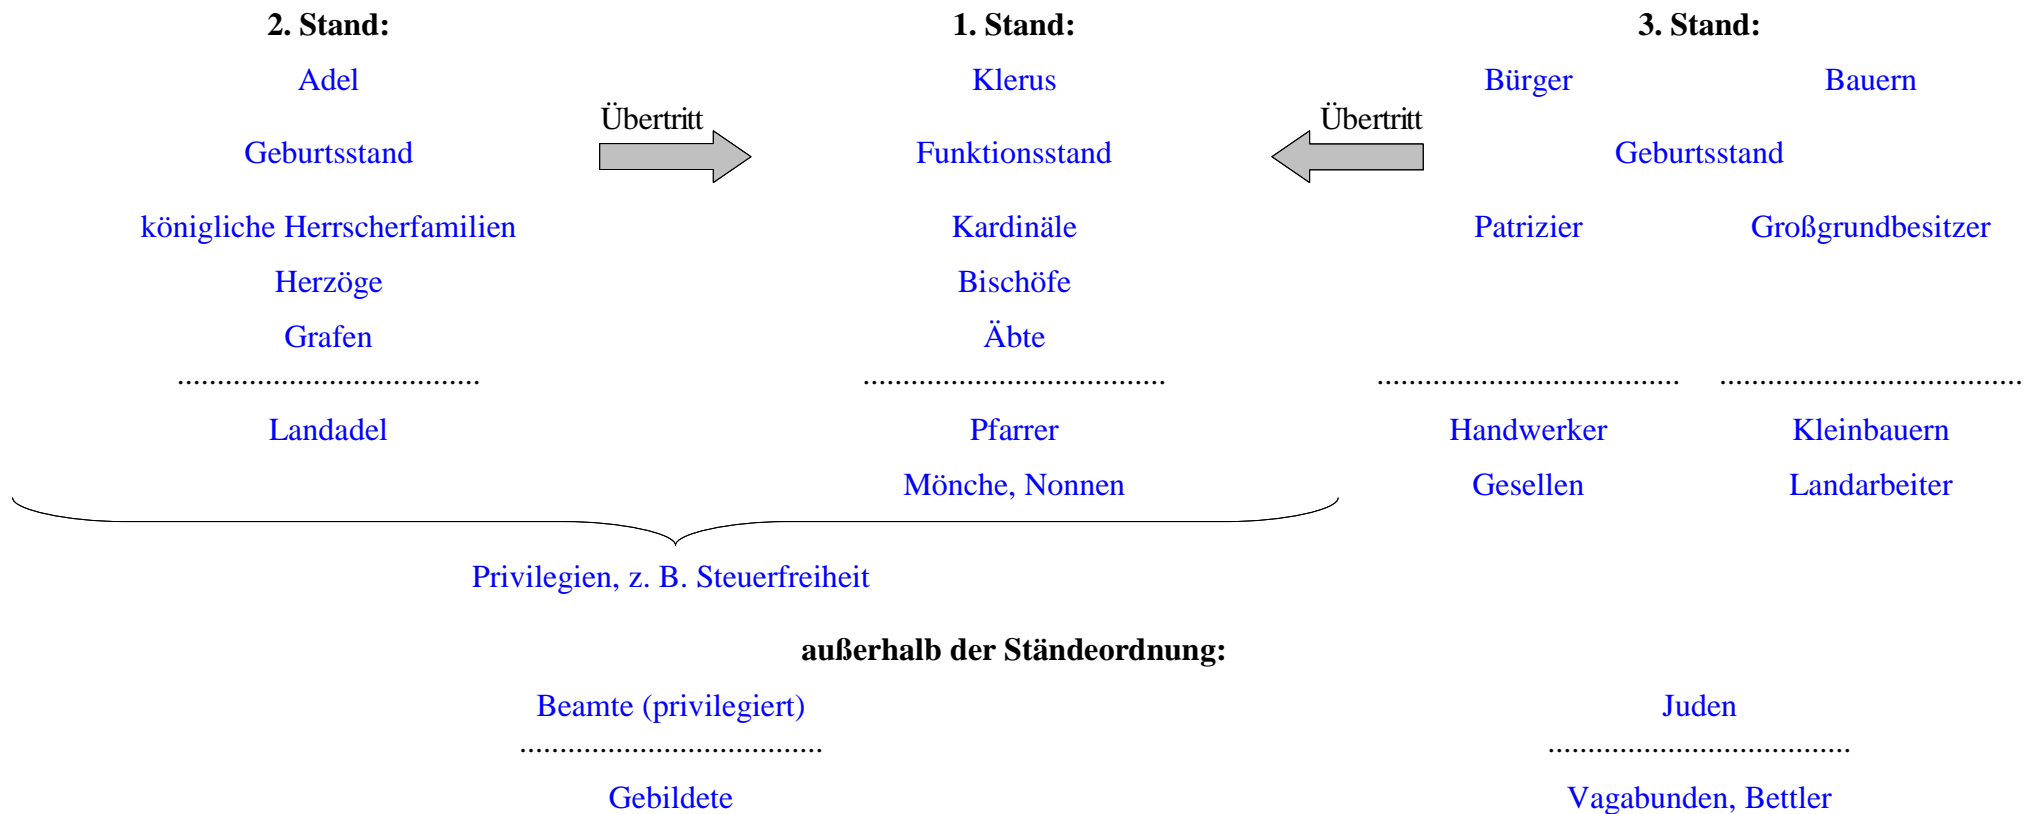 2. Stand: 1. Stand: 3. Stand:
Adel Klerus Bürger Bauern
Übertritt Übertritt
Geburtsstand Funktionsstand Geburtsstand
königliche Herrscherfamilien Kardinäle Patrizier Großgrundbesitzer
Herzöge Bischöfe
Grafen Äbte
...................................... ...................................... ...................................... ......................................
Landadel Pfarrer Handwerker Kleinbauern
Mönche, Nonnen Gesellen Landarbeiter
Privilegien, z. B. Steuerfreiheit
außerhalb der Ständeordnung:
Beamte (privilegiert) Juden
...................................... ......................................
Gebildete Vagabunden, Bettler